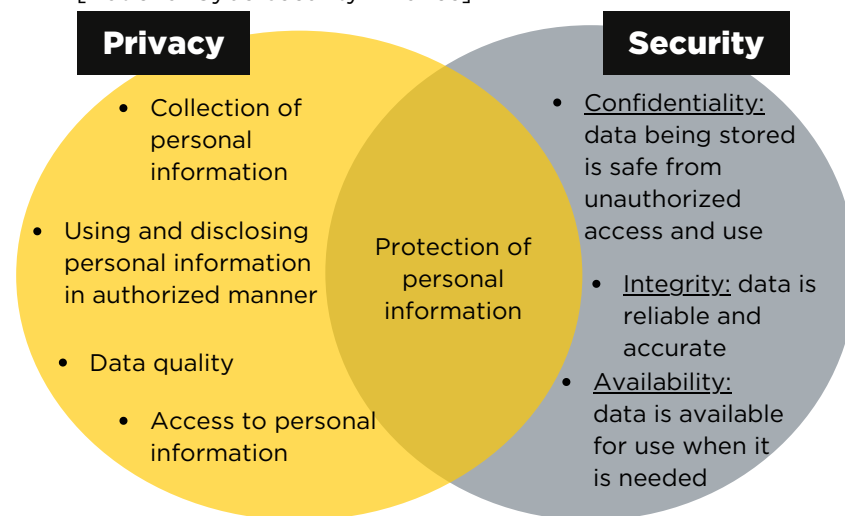 Privacy
Security
• Collection of
personal
information
• Using and disclosing
personal information
in authorized manner
• Data quality
• Access to personal
information
Protection of
personal
information
• Confidentiality:
data being stored
is safe from
unauthorized
access and use
• Integrity: data is
reliable and
accurate
• Availability:
data is available
for use when it
is needed